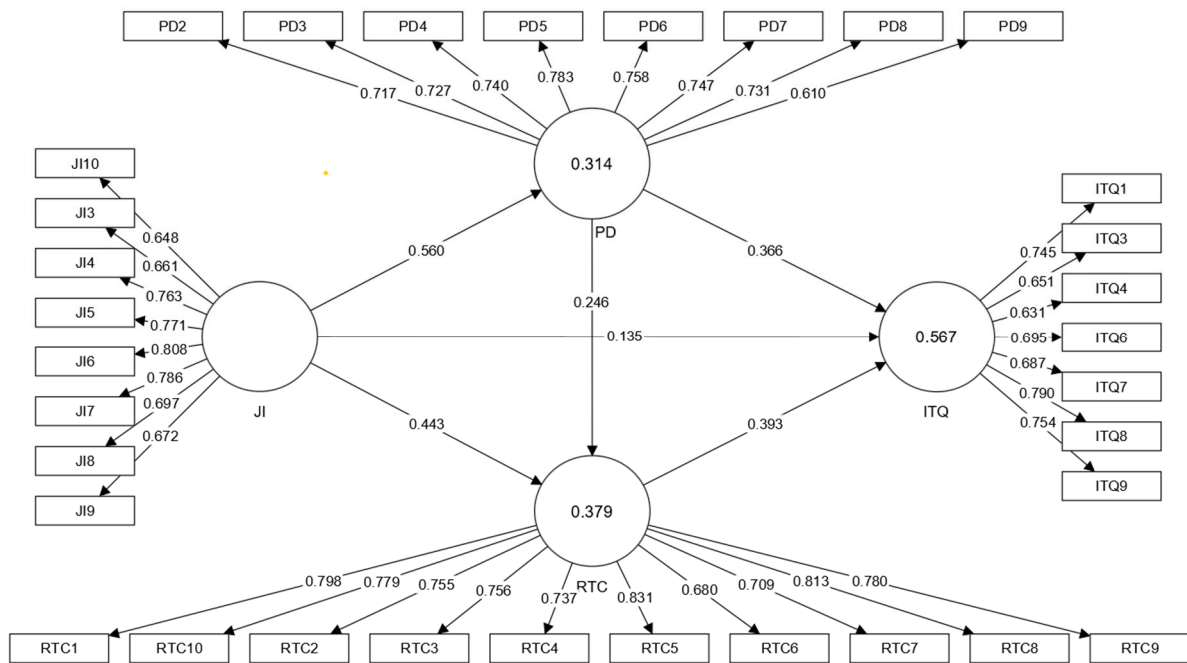 PD2 PD3 PD4 PD5 PD6 PD7 PD8 PD9
0.717 0.727 0.740 0.783 0.758 0.747 0.731 0.610
0.314
PD
JI10
JI3
JI4
JI5
JI6
JI7
JI8
JI9
0.648
0.661
0.763
0.771
0.808
0.786
0.697
0.672
JI
0.560
0.366
0.246
0.135
0.443
0.393
0.567
ITQ
0.745
0.651
0.631
0.695
0.687
0.790
0.754
ITQ1
ITQ3
ITQ4
ITQ6
ITQ7
ITQ8
ITQ9
0.379
RTC
0.798 0.779 0.755 0.756 0.737 0.831 0.680 0.709 0.813 0.780
RTC1 RTC10 RTC2 RTC3 RTC4 RTC5 RTC6 RTC7 RTC8 RTC9